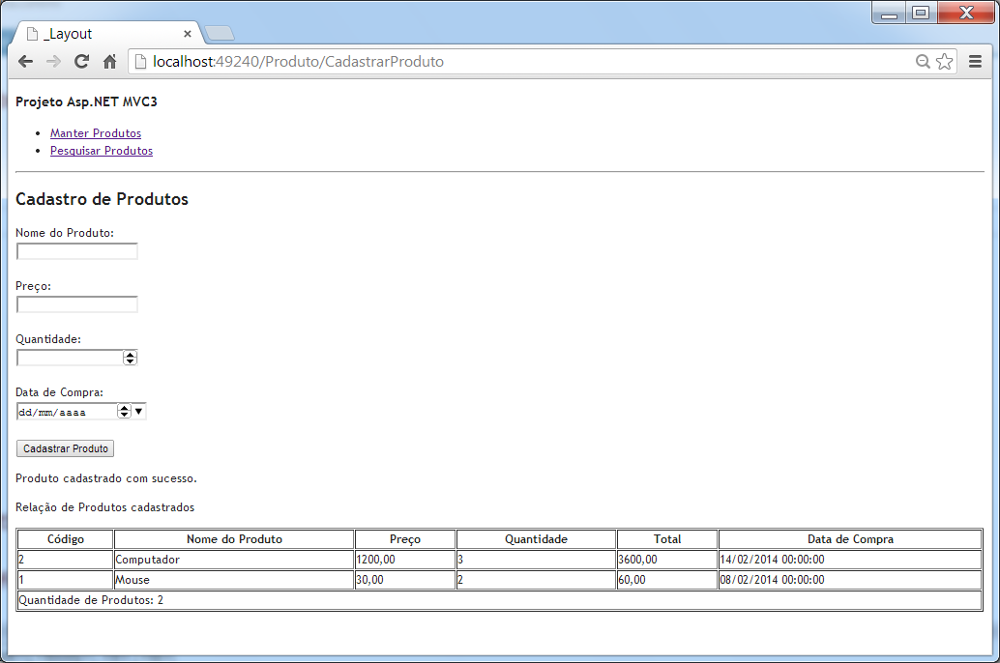 _Layout
localhost:49240/Produto/CadastrarProduto
Projeto Asp.NET MVC3
Manter Produtos
Pesquisar Produtos
Cadastro de Produtos
Nome do Produto:
Preço:
Quantidade:
Data de Compra:
dd/mm/aaaa
Cadastrar Produto
Produto cadastrado com sucesso.
Relação de Produtos cadastrados
Código Nome do Produto Preço Quantidade Total Data de Compra
2 Computador 1200,00 3 3600,00 14/02/2014 00:00:00
1 Mouse 30,00 2 60,00 08/02/2014 00:00:00
Quantidade de Produtos: 2